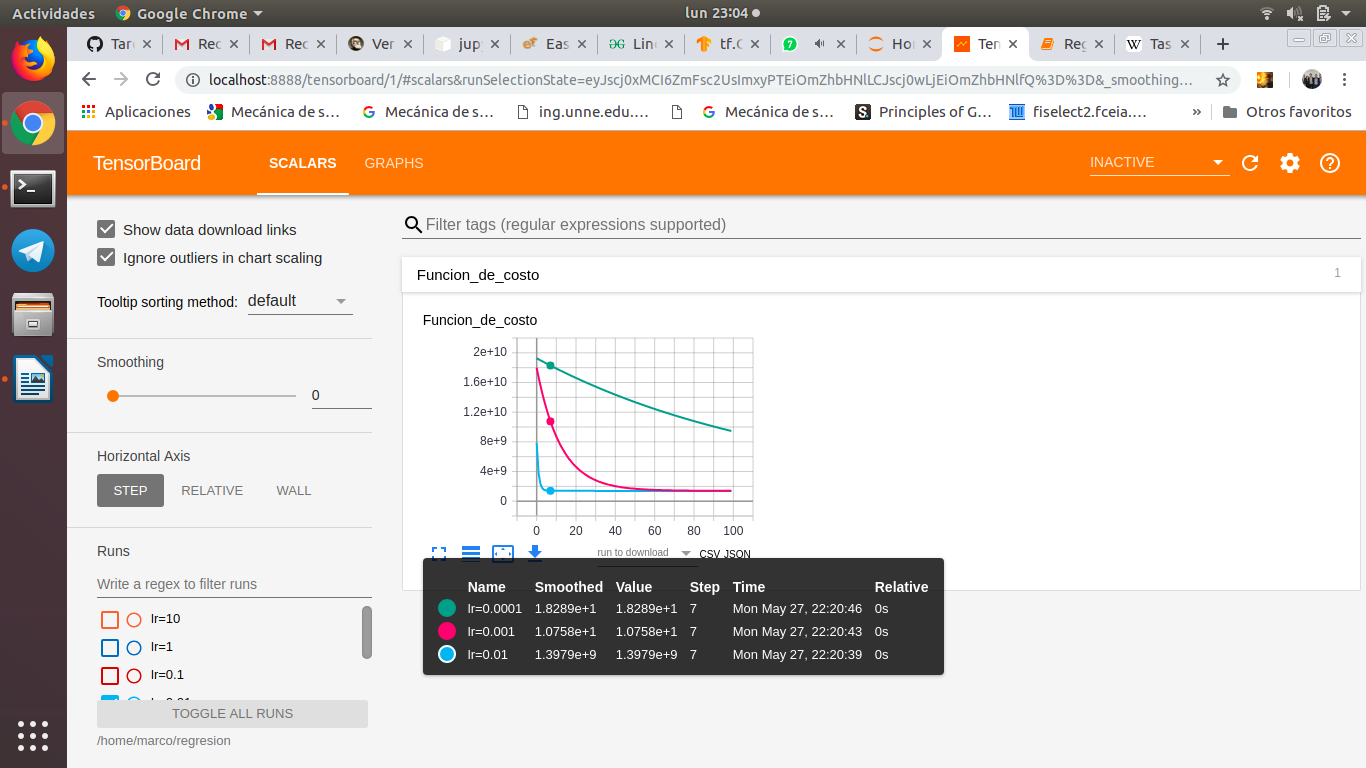 Actividades Google Chrome lun 23:04
Tar Rec Rec Ver jupy Eas Line tf.C Ho Ten Reg Tas
localhost:8888/tensorboard/1/#scalars&runSelectionState=eyJscj0xMCI6ZmFsc2UsImxyPTEiOmZhbHNlLCJscj0wLjEiOmZhbHNlfQ%3D%3D&_smoothing…
Aplicaciones Mecánica de s… Mecánica de s… ing.unne.edu.… Mecánica de s… Principles of G… fiselect2.fceia.… » Otros favoritos
TensorBoard SCALARS GRAPHS INACTIVE
Show data download links
Ignore outliers in chart scaling
Tooltip sorting method: default
Smoothing
0
Horizontal Axis
STEP RELATIVE WALL
Runs
Write a regex to filter runs
lr=10
lr=1
lr=0.1
TOGGLE ALL RUNS
/home/marco/regresion
Filter tags (regular expressions supported)
Funcion_de_costo 1
Funcion_de_costo
2e+10
1.6e+10
1.2e+10
8e+9
4e+9
0
0 20 40 60 80 100
run to download CSV JSON
Name Smoothed Value Step Time Relative
lr=0.0001 1.8289e+1 1.8289e+1 7 Mon May 27, 22:20:46 0s
lr=0.001 1.0758e+1 1.0758e+1 7 Mon May 27, 22:20:43 0s
lr=0.01 1.3979e+9 1.3979e+9 7 Mon May 27, 22:20:39 0s